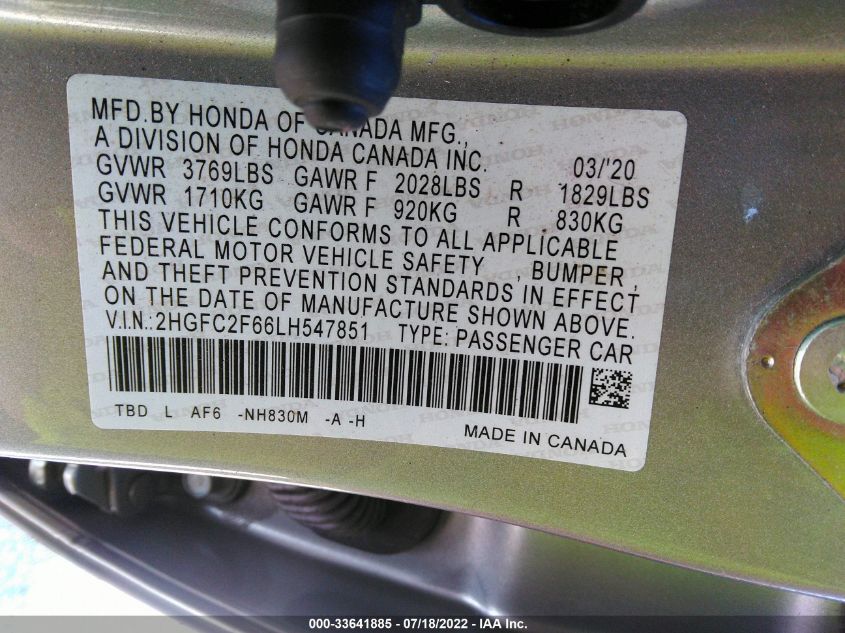 MFD.BY HONDA OF CANADA MFG.,
A DIVISION OF HONDA CANADA INC. 03/'20
GVWR 3769LBS GAWR F 2028LBS R 1829LBS
GVWR 1710KG GAWR F 920KG R 830KG
THIS VEHICLE CONFORMS TO ALL APPLICABLE
FEDERAL MOTOR VEHICLE SAFETY , BUMPER ,
AND THEFT PREVENTION STANDARDS IN EFFECT
ON THE DATE OF MANUFACTURE SHOWN ABOVE.
V.I.N.:2HGFC2F66LH547851 TYPE: PASSENGER CAR
TBD L AF6 -NH830M -A -H
MADE IN CANADA
000-33641885 - 07/18/2022 - IAA Inc.